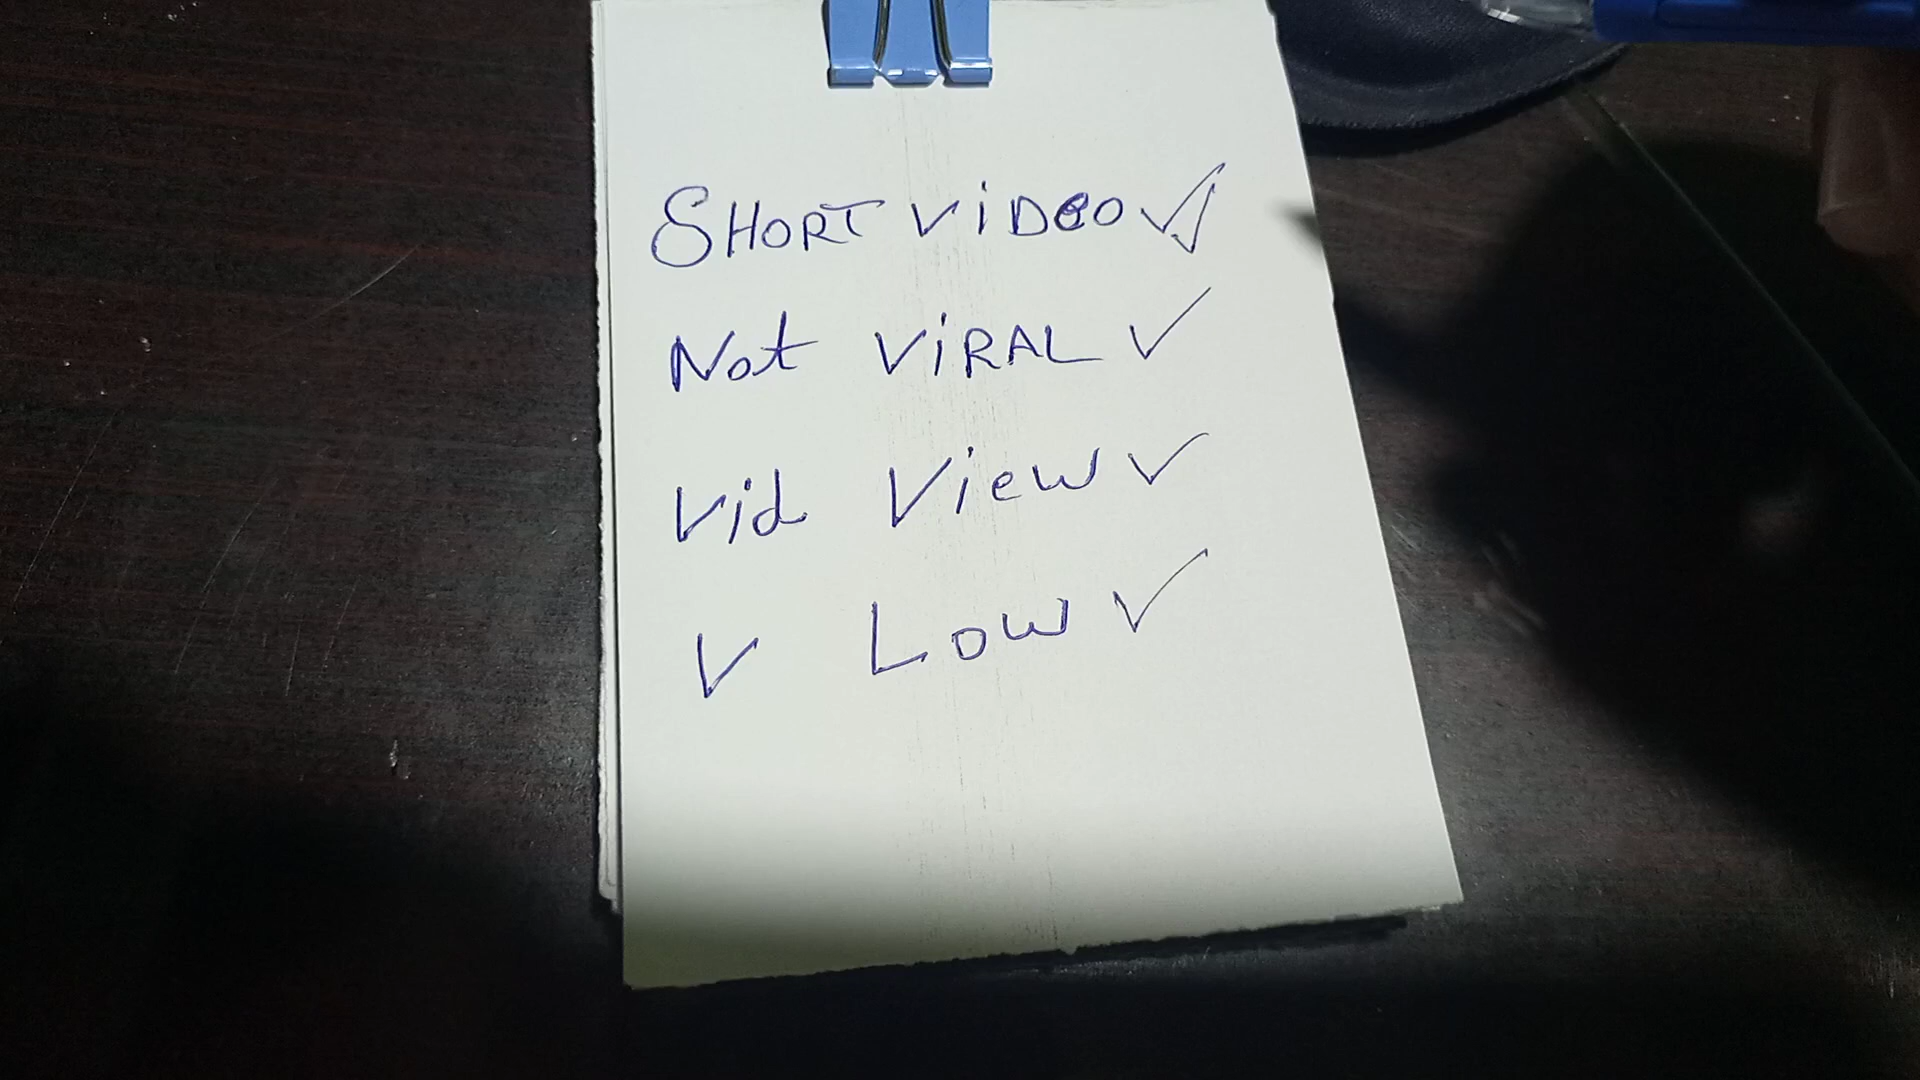 SHORT ViDeO ✓
Not ViRAL ✓
Vid View ✓
V Low ✓